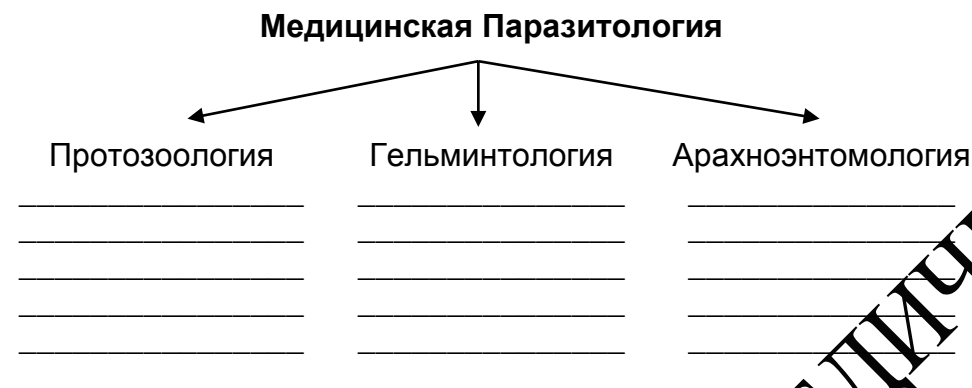 Медицинская Паразитология
Протозоология Гельминтология Арахноэнтомология